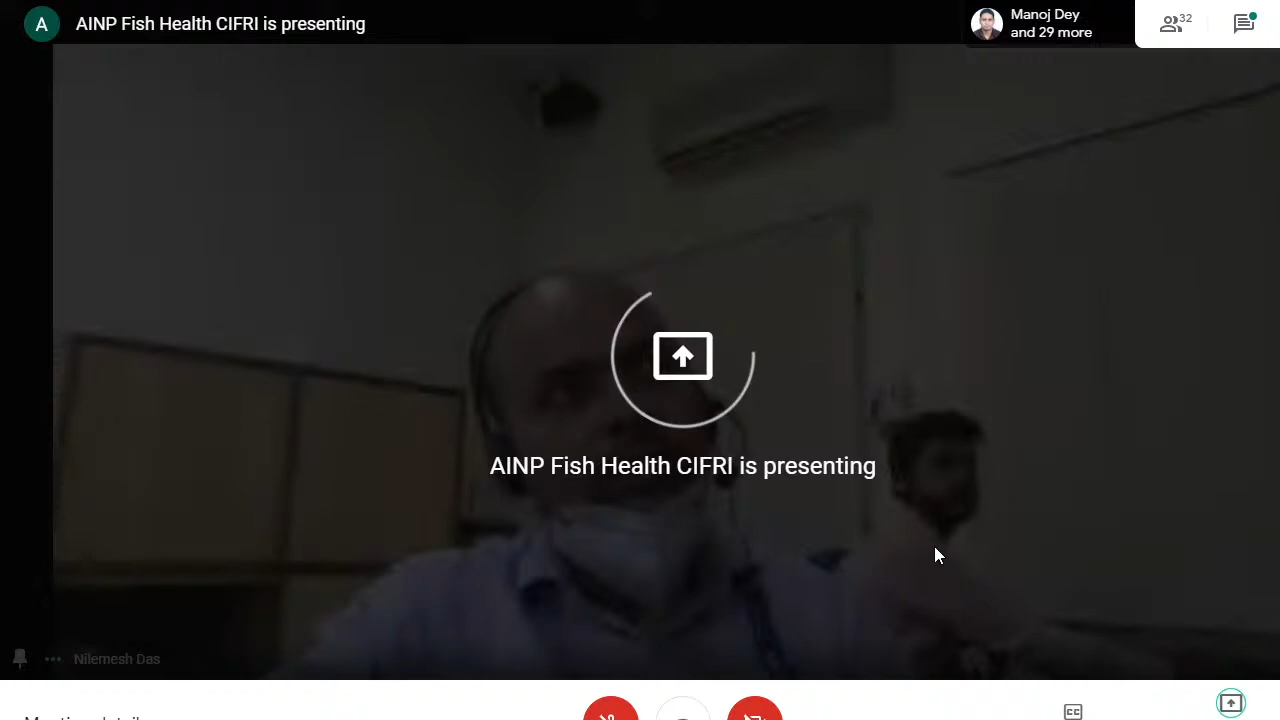 A
AINP Fish Health CIFRI is presenting
Manoj Dey
and 29 more
32
AINP Fish Health CIFRI is presenting
Nilemesh Das
CC